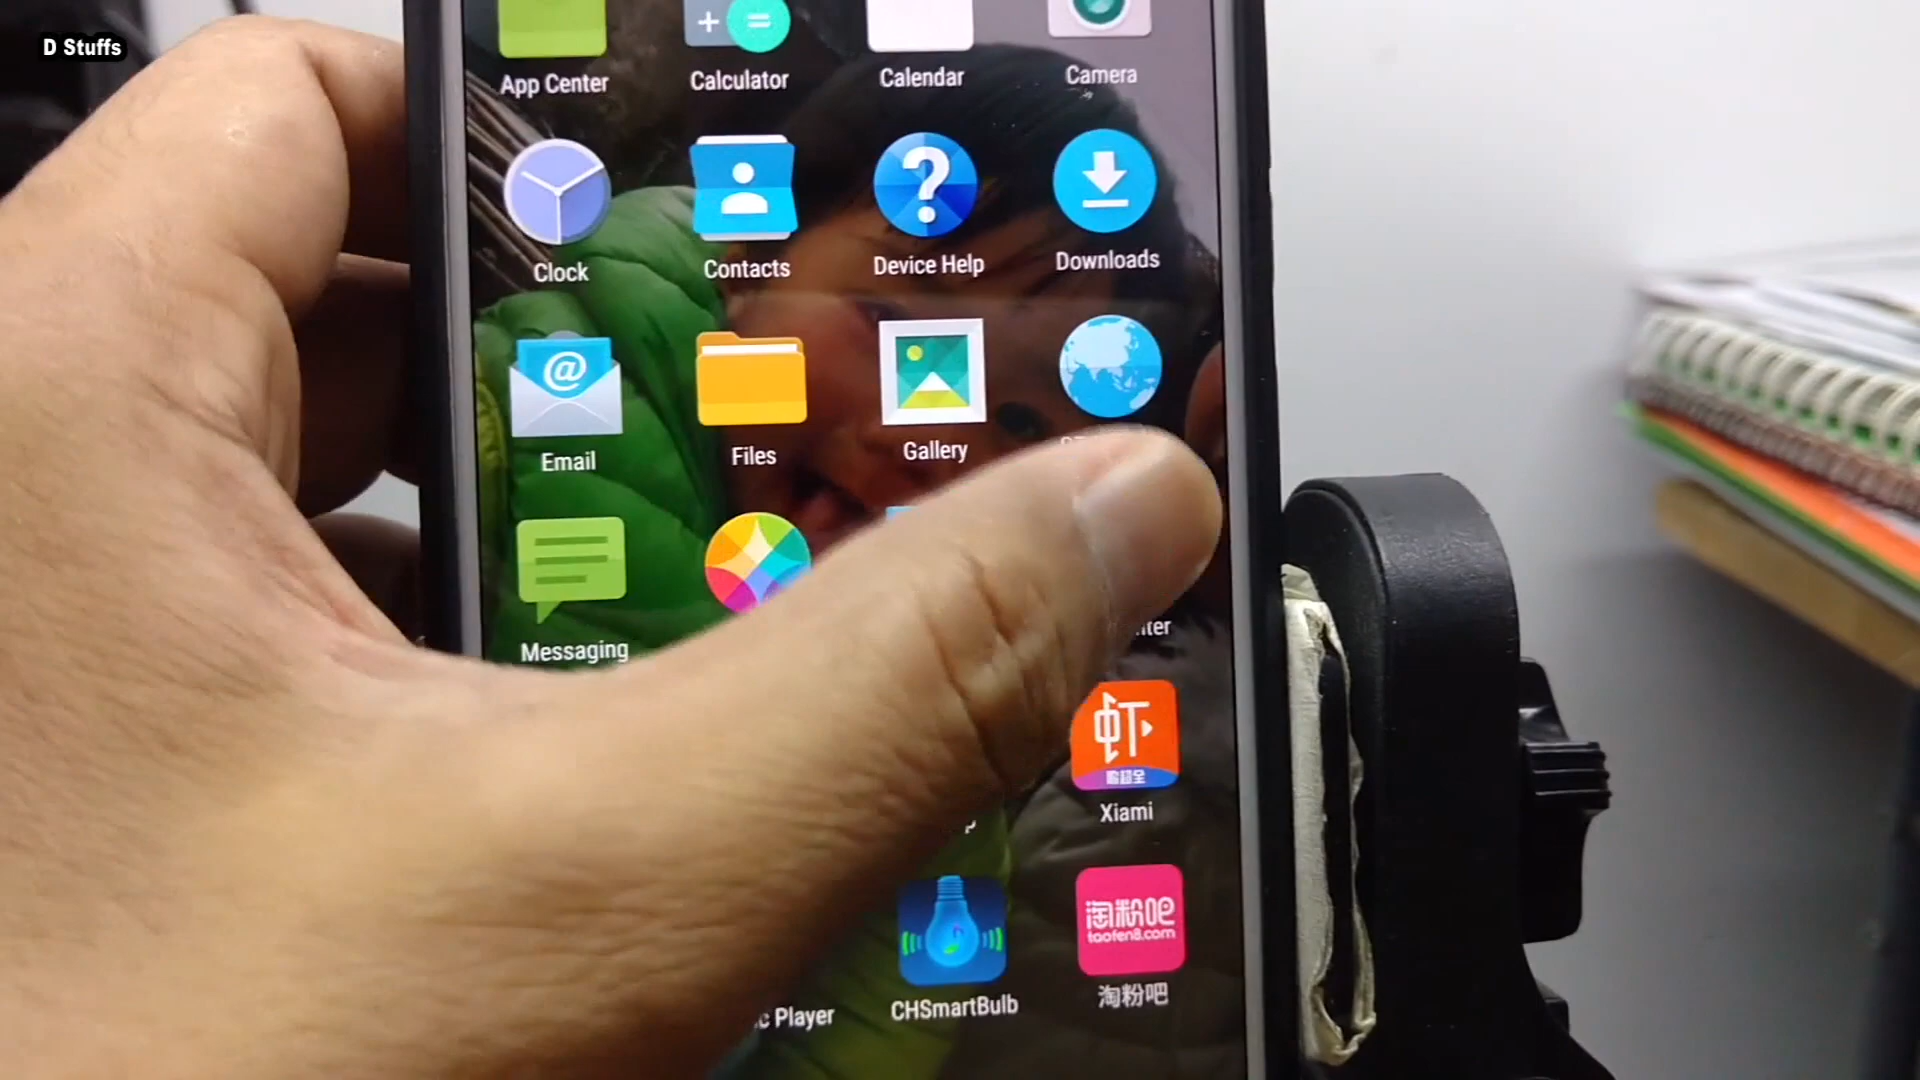 D Stuffs
App Center
Calculator
Calendar
Camera
Clock
Contacts
Device Help
Downloads
Email
Files
Gallery
Messaging
虾
Xiami
淘粉吧
taofen8.com
Player
CHSmartBulb
淘粉吧